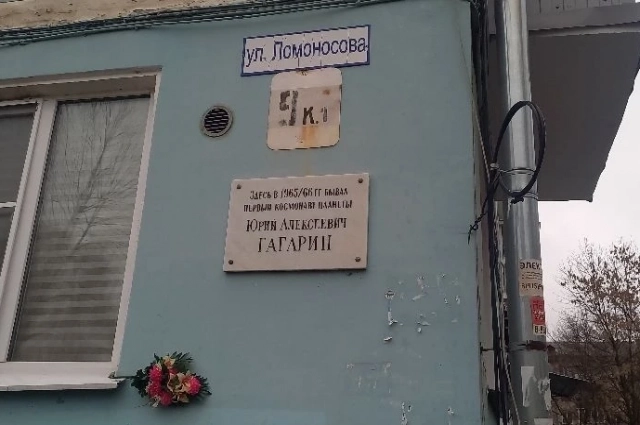 ул. Ломоносова
9 К.1
ЗДЕСЬ В 1965/66 ГГ БЫВАЛ
ПЕРВЫЙ КОСМОНАВТ ПЛАНЕТЫ
ЮРИЙ АЛЕКСЕЕВИЧ
ГАГАРИН